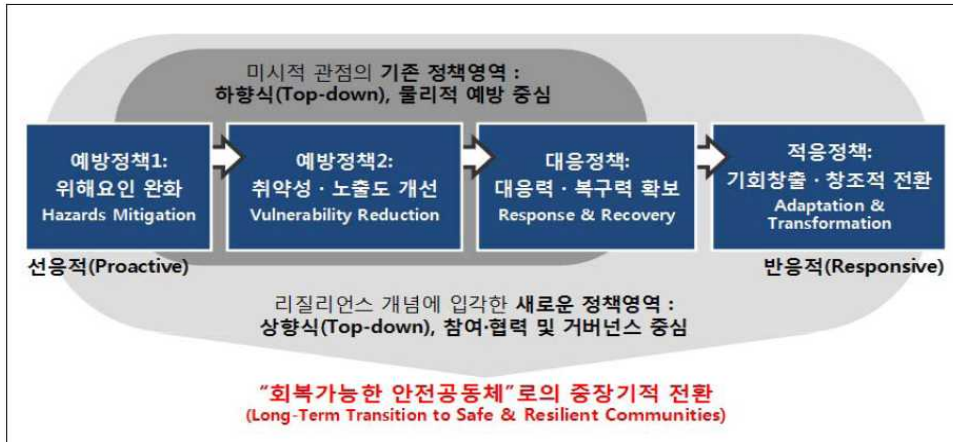 미시적 관점의 기존 정책영역 :
하향식(Top-down), 물리적 예방 중심
예방정책1:
위해요인 완화
Hazards Mitigation
예방정책2:
취약성 · 노출도 개선
Vulnerability Reduction
대응정책:
대응력 · 복구력 확보
Response & Recovery
적응정책:
기회창출 · 창조적 전환
Adaptation &
Transformation
선응적(Proactive)
반응적(Responsive)
리질리언스 개념에 입각한 새로운 정책영역 :
상향식(Top-down), 참여·협력 및 거버넌스 중심
“회복가능한 안전공동체”로의 중장기적 전환
(Long-Term Transition to Safe & Resilient Communities)